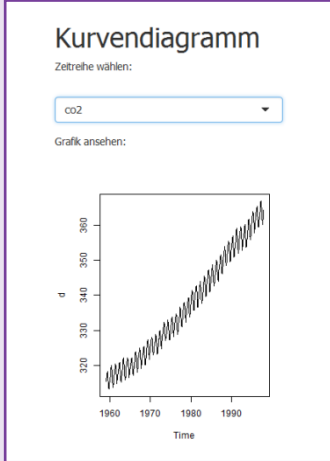 Kurvendiagramm
Zeitreihe wählen:
co2
Grafik ansehen:
360
350
d
340
330
320
1960 1970 1980 1990
Time